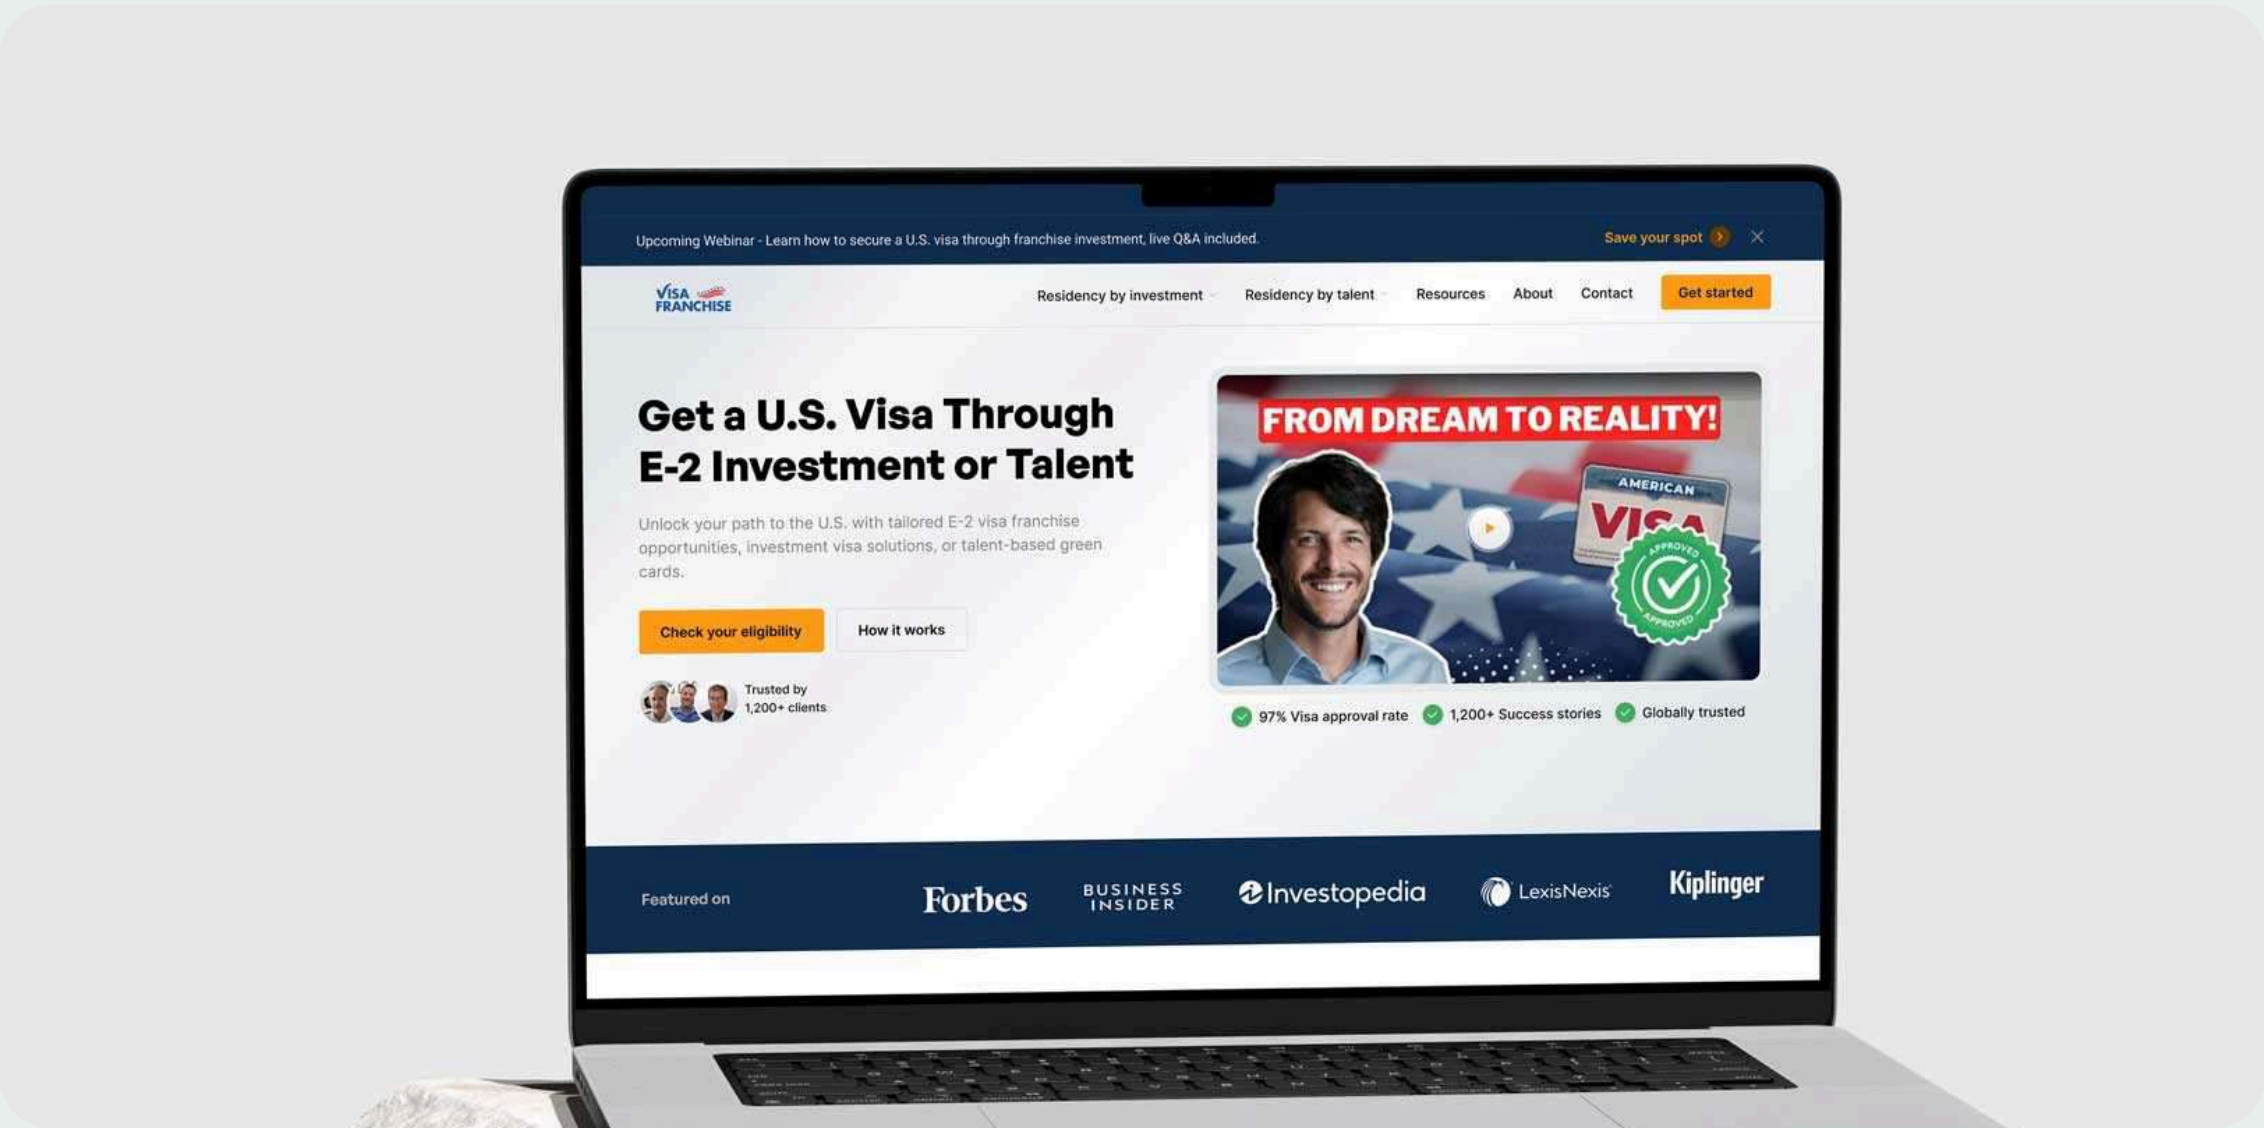 Upcoming Webinar - Learn how to secure a U.S. visa through franchise investment, live Q&A included.
Save your spot
VISA
FRANCHISE
Residency by investment
Residency by talent
Resources
About
Contact
Get started
Get a U.S. Visa Through
E-2 Investment or Talent
Unlock your path to the U.S. with tailored E-2 visa franchise
opportunities, investment visa solutions, or talent-based green
cards.
Check your eligibility
How it works
Trusted by
1,200+ clients
FROM DREAM TO REALITY!
AMERICAN
VISA
APPROVED
APPROVED
97% Visa approval rate
1,200+ Success stories
Globally trusted
Featured on
Forbes
BUSINESS
INSIDER
Investopedia
LexisNexis
Kiplinger